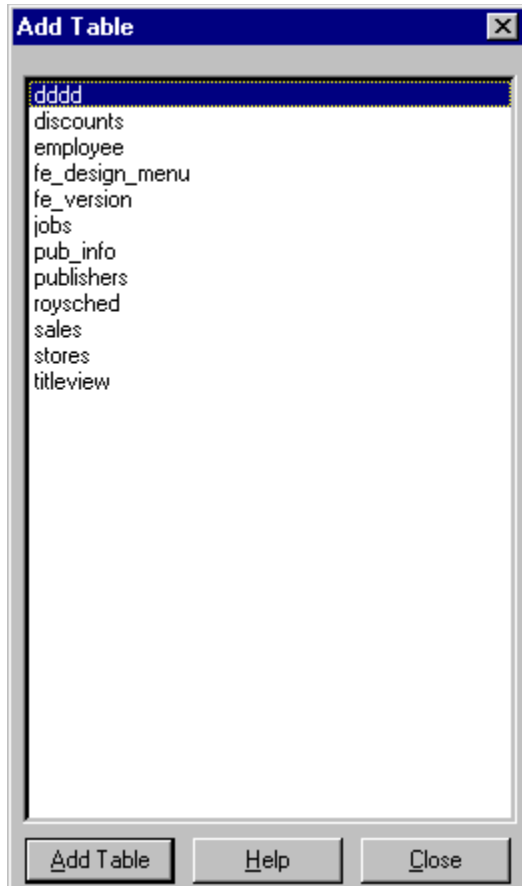 Add Table
dddd
discounts
employee
fe_design_menu
fe_version
jobs
pub_info
publishers
roysched
sales
stores
titleview
Add Table Help Close